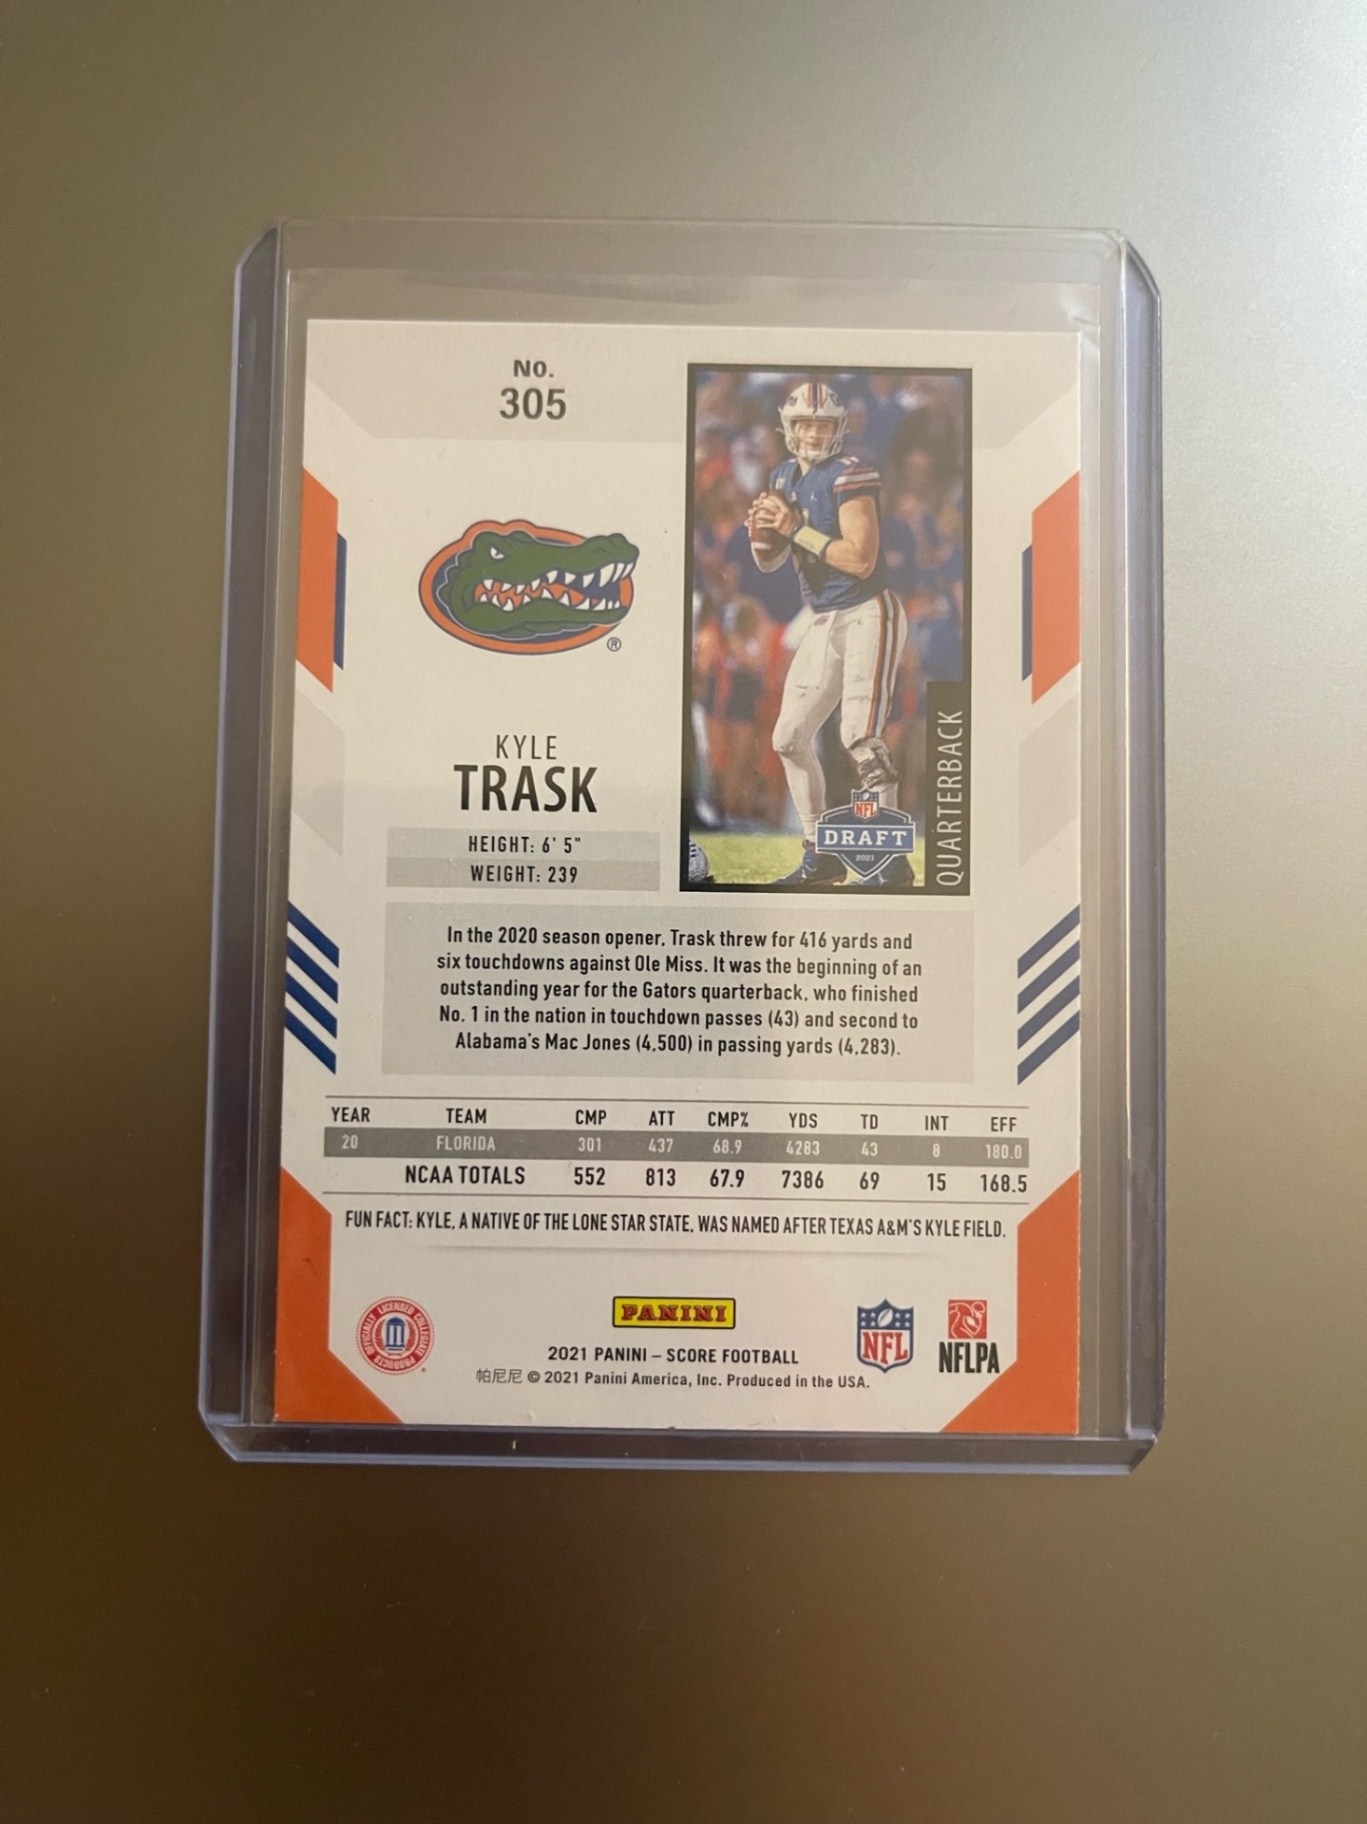 No.
305
®
KYLE
TRASK
HEIGHT: 6' 5"
WEIGHT: 239
NFL
DRAFT
2021
QUARTERBACK
In the 2020 season opener, Trask threw for 416 yards and
six touchdowns against Ole Miss. It was the beginning of an
outstanding year for the Gators quarterback, who finished
No. 1 in the nation in touchdown passes (43) and second to
Alabama's Mac Jones (4,500) in passing yards (4,283).
YEAR TEAM CMP ATT CMP% YDS TD INT EFF
20 FLORIDA 301 437 68.9 4283 43 8 180.0
NCAA TOTALS 552 813 67.9 7386 69 15 168.5
FUN FACT: KYLE, A NATIVE OF THE LONE STAR STATE, WAS NAMED AFTER TEXAS A&M'S KYLE FIELD.
OFFICIALLY LICENSED COLLEGIATE PRODUCTS
PANINI
2021 PANINI – SCORE FOOTBALL
帕尼尼 © 2021 Panini America, Inc. Produced in the USA.
NFL
NFLPA